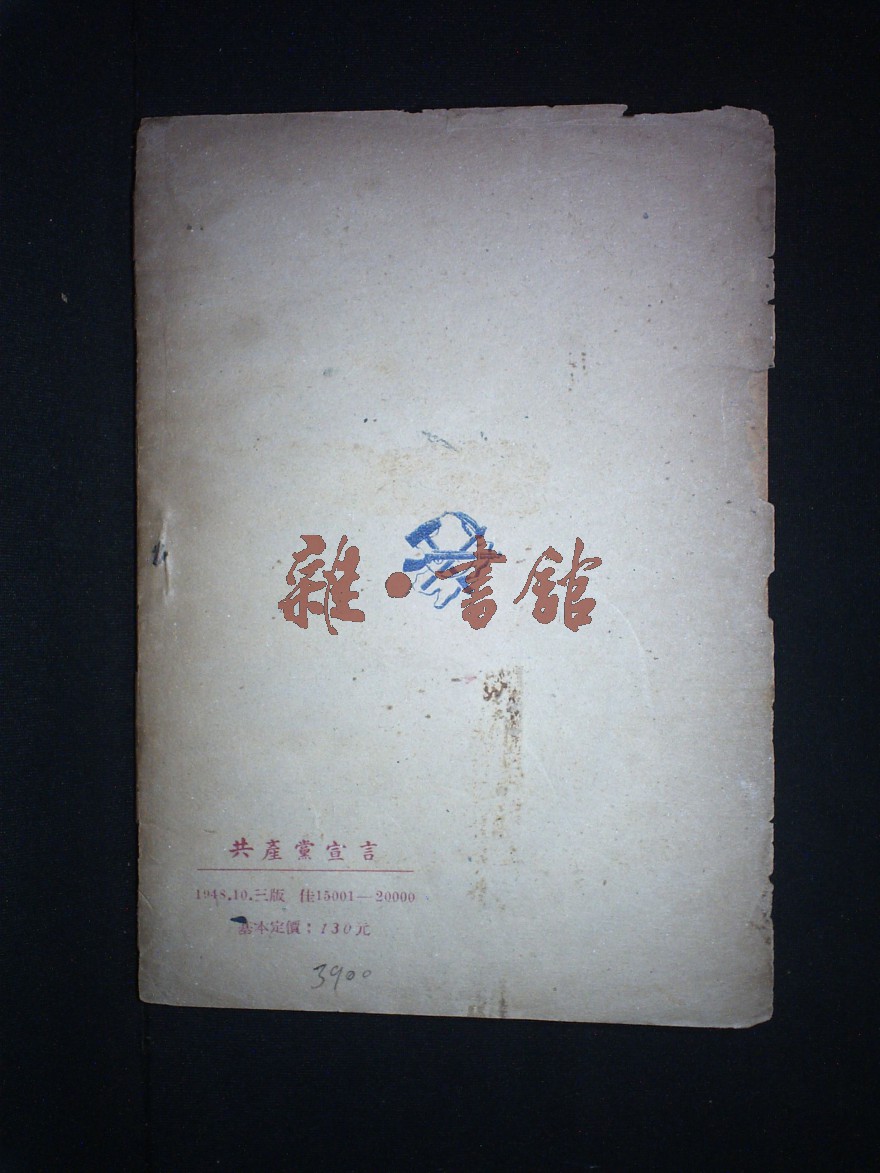 雜·書館
共產黨宣言
1948.10.三版 佳15001—20000
基本定價：130元
3900